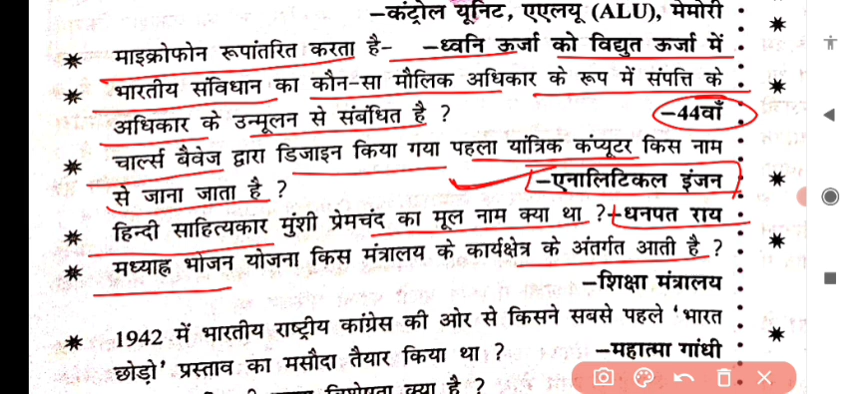 –कंट्रोल यूनिट, एएलयू (ALU), मेमोरी
* माइक्रोफोन रूपांतरित करता है– –ध्वनि ऊर्जा को विद्युत ऊर्जा में
* भारतीय संविधान का कौन-सा मौलिक अधिकार के रूप में संपत्ति के
अधिकार के उन्मूलन से संबंधित है ? –44वाँ
* चार्ल्स बैवेज द्वारा डिजाइन किया गया पहला यांत्रिक कंप्यूटर किस नाम
से जाना जाता है ? –एनालिटिकल इंजन
* हिन्दी साहित्यकार मुंशी प्रेमचंद का मूल नाम क्या था ? –धनपत राय
* मध्याह्न भोजन योजना किस मंत्रालय के कार्यक्षेत्र के अंतर्गत आती है ?
–शिक्षा मंत्रालय
* 1942 में भारतीय राष्ट्रीय कांग्रेस की ओर से किसने सबसे पहले ‘भारत
छोड़ो’ प्रस्ताव का मसौदा तैयार किया था ? –महात्मा गांधी
विशेषता क्या है ?